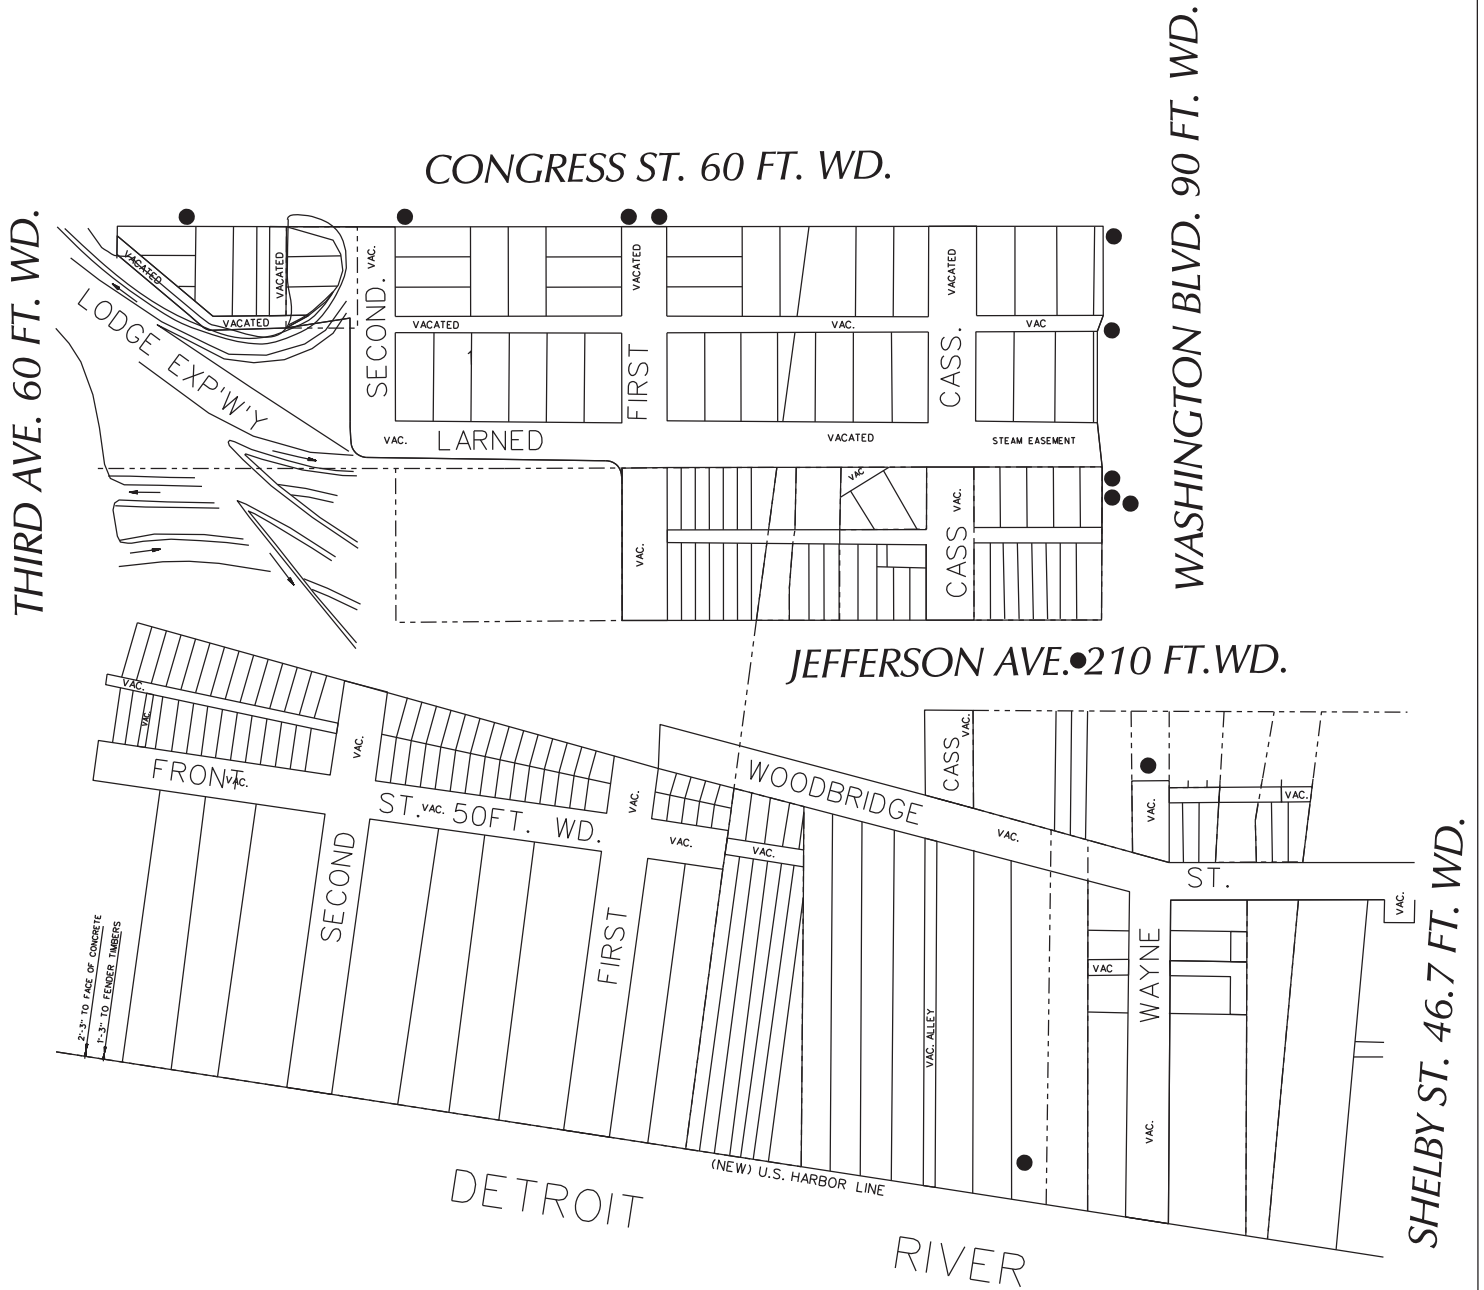 CONGRESS ST. 60 FT. WD.
WASHINGTON BLVD. 90 FT. WD.
THIRD AVE. 60 FT. WD.
VACATED
VACATED
VACATED
VAC.
SECOND.
VACATED
VACATED
FIRST
VAC.
VACATED
CASS.
VAC
LODGE EXP'W'Y
VAC.
LARNED
VACATED
STEAM EASEMENT
VAC.
VAC
VAC.
CASS
JEFFERSON AVE. 210 FT.WD.
VAC.
VAC.
VAC.
FRONT
VAC.
ST.
VAC.
50FT. WD.
VAC.
VAC.
VAC.
WOODBRIDGE
VAC.
CASS
VAC.
VAC.
VAC.
ST.
VAC.
SECOND
FIRST
VAC. ALLEY
VAC
WAYNE
VAC.
2'-3" TO FACE OF CONCRETE
1'-3" TO FENDER TIMBERS
(NEW) U.S. HARBOR LINE
DETROIT
RIVER
SHELBY ST. 46.7 FT. WD.